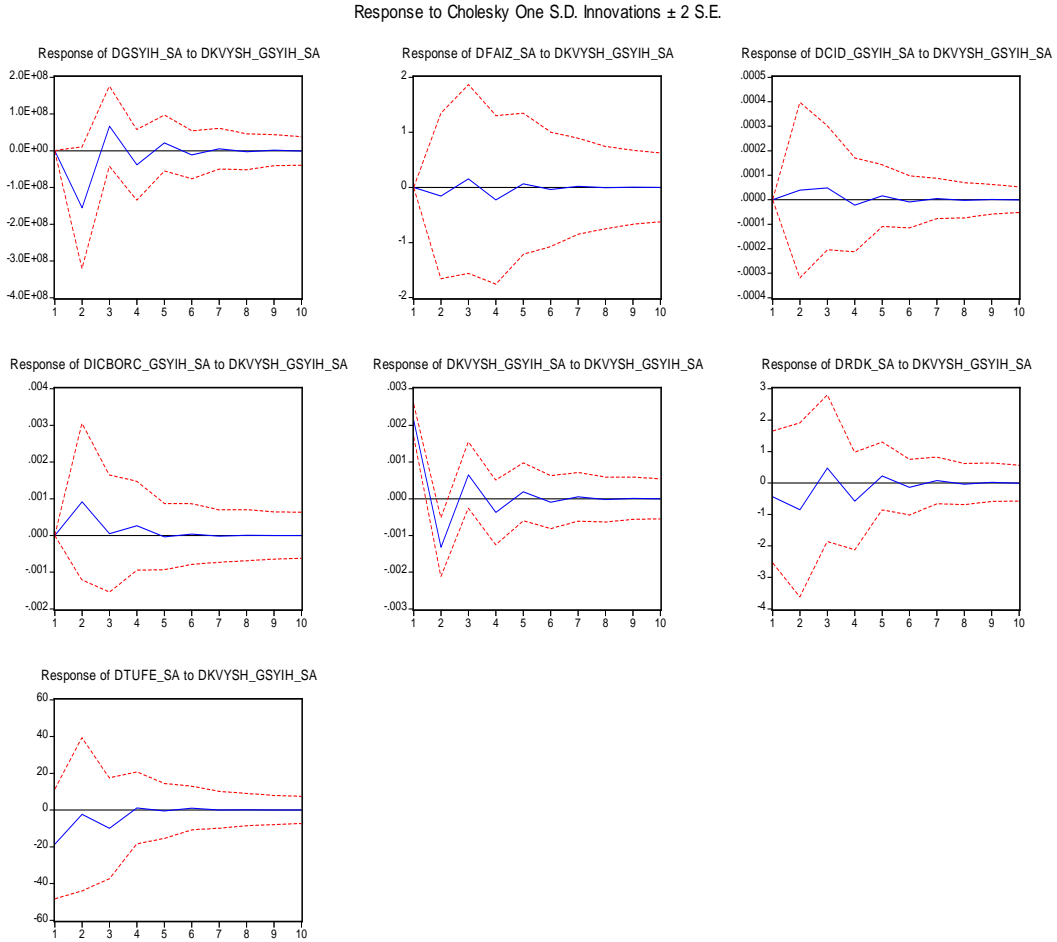 Response to Cholesky One S.D. Innovations ± 2 S.E.
Response of DGSYIH_SA to DKVYSH_GSYIH_SA
2.0E+08
1.0E+08
0.0E+00
-1.0E+08
-2.0E+08
-3.0E+08
-4.0E+08
1 2 3 4 5 6 7 8 9 10
Response of DFAIZ_SA to DKVYSH_GSYIH_SA
2
1
0
-1
-2
1 2 3 4 5 6 7 8 9 10
Response of DCID_GSYIH_SA to DKVYSH_GSYIH_SA
.0005
.0004
.0003
.0002
.0001
.0000
-.0001
-.0002
-.0003
-.0004
1 2 3 4 5 6 7 8 9 10
Response of DICBORC_GSYIH_SA to DKVYSH_GSYIH_SA
.004
.003
.002
.001
.000
-.001
-.002
1 2 3 4 5 6 7 8 9 10
Response of DKVYSH_GSYIH_SA to DKVYSH_GSYIH_SA
.003
.002
.001
.000
-.001
-.002
-.003
1 2 3 4 5 6 7 8 9 10
Response of DRDK_SA to DKVYSH_GSYIH_SA
3
2
1
0
-1
-2
-3
-4
1 2 3 4 5 6 7 8 9 10
Response of DTUFE_SA to DKVYSH_GSYIH_SA
60
40
20
0
-20
-40
-60
1 2 3 4 5 6 7 8 9 10